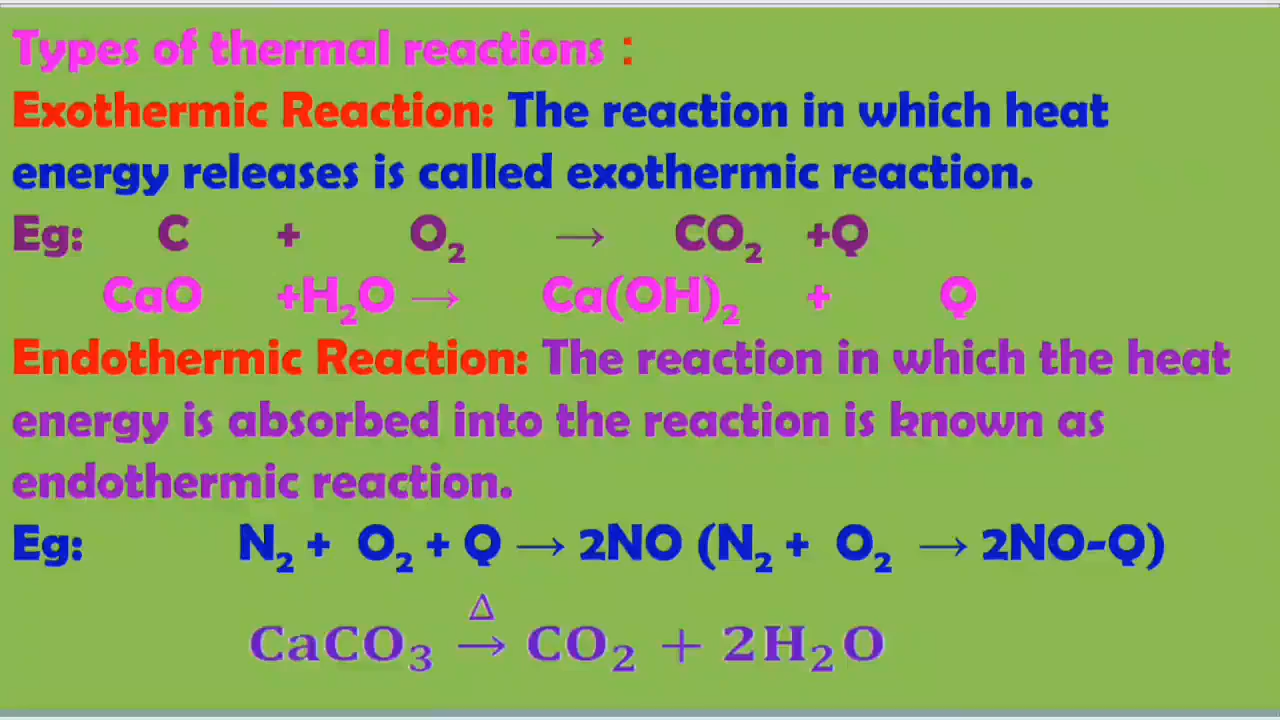 Types of thermal reactions :
Exothermic Reaction: The reaction in which heat
energy releases is called exothermic reaction.
Eg: C + O₂ → CO₂ +Q
CaO +H₂O → Ca(OH)₂ + Q
Endothermic Reaction: The reaction in which the heat
energy is absorbed into the reaction is known as
endothermic reaction.
Eg: N₂ + O₂ + Q → 2NO (N₂ + O₂ → 2NO-Q)
Δ
CaCO₃ → CO₂ + 2H₂O